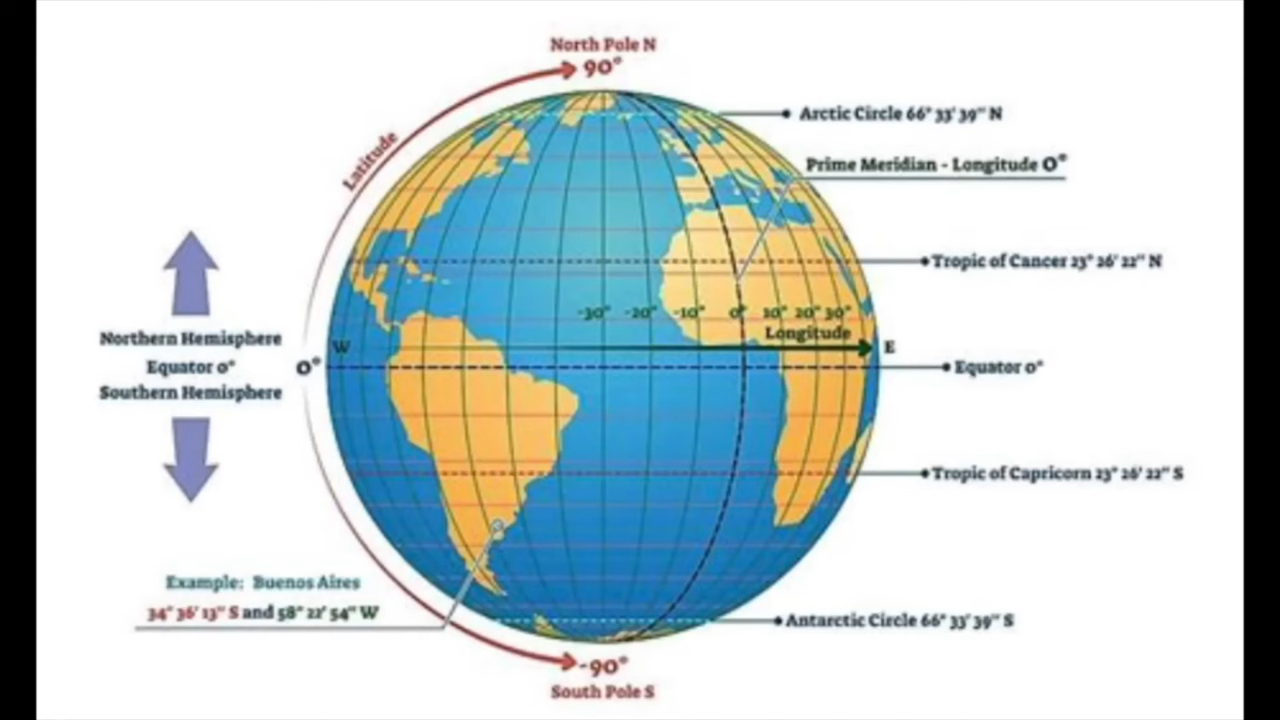 North Pole N
90°
Arctic Circle 66° 33' 39" N
Latitude
Prime Meridian - Longitude 0°
Tropic of Cancer 23° 26' 22" N
-30° -20° -10° 0° 10° 20° 30°
Longitude
Northern Hemisphere
W
E
Equator 0°
0°
Equator 0°
Southern Hemisphere
Tropic of Capricorn 23° 26' 22" S
Example: Buenos Aires
34° 36' 13" S and 58° 22' 54" W
Antarctic Circle 66° 33' 39" S
-90°
South Pole S